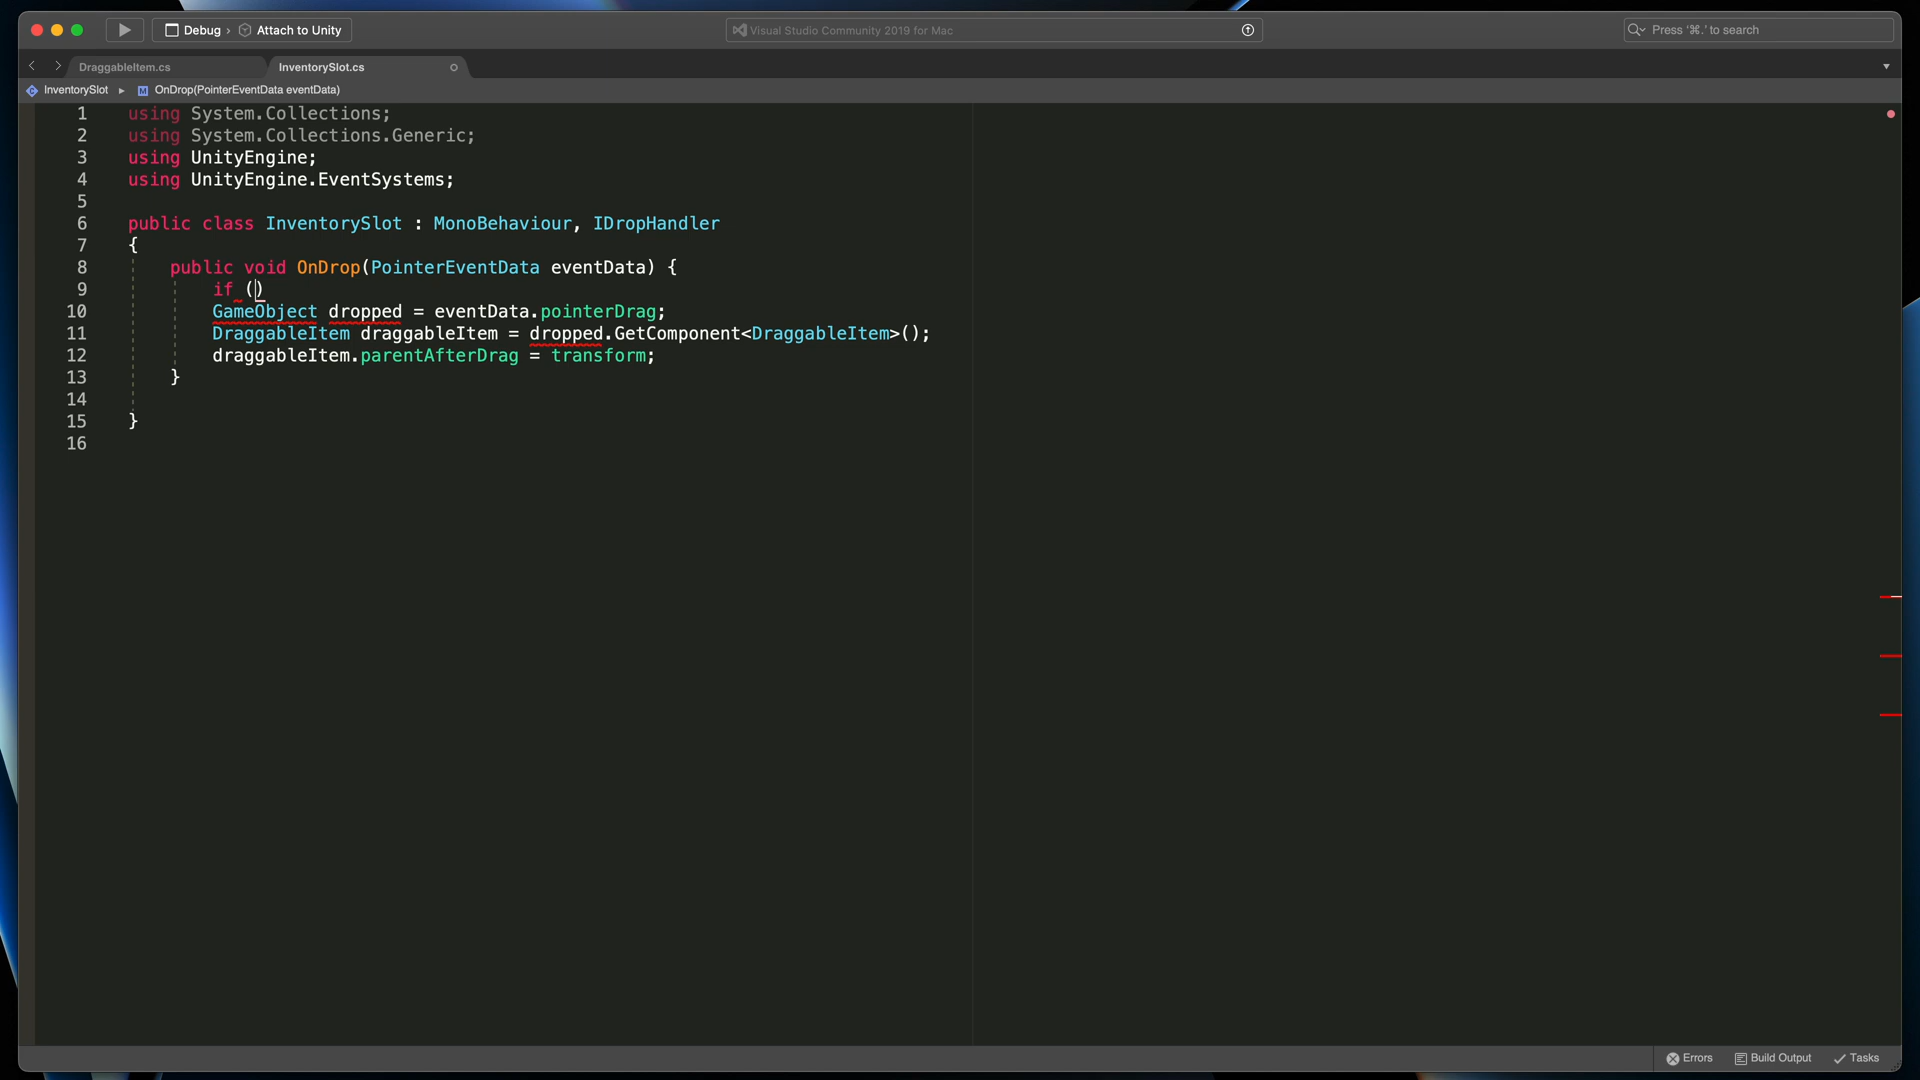 Debug › Attach to Unity
Visual Studio Community 2019 for Mac
Press '⌘.' to search
DraggableItem.cs
InventorySlot.cs
InventorySlot ▸ M OnDrop(PointerEventData eventData)
1 using System.Collections;
2 using System.Collections.Generic;
3 using UnityEngine;
4 using UnityEngine.EventSystems;
5
6 public class InventorySlot : MonoBehaviour, IDropHandler
7 {
8     public void OnDrop(PointerEventData eventData) {
9         if ()
10         GameObject dropped = eventData.pointerDrag;
11         DraggableItem draggableItem = dropped.GetComponent<DraggableItem>();
12         draggableItem.parentAfterDrag = transform;
13     }
14
15 }
16
Errors
Build Output
Tasks